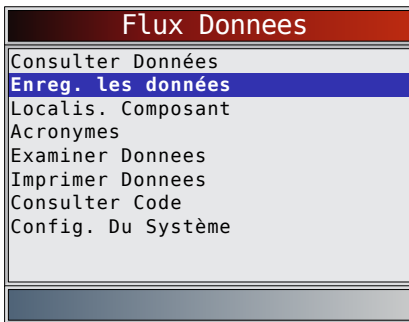 Flux Donnees
Consulter Données
Enreg. les données
Localis. Composant
Acronymes
Examiner Donnees
Imprimer Donnees
Consulter Code
Config. Du Système